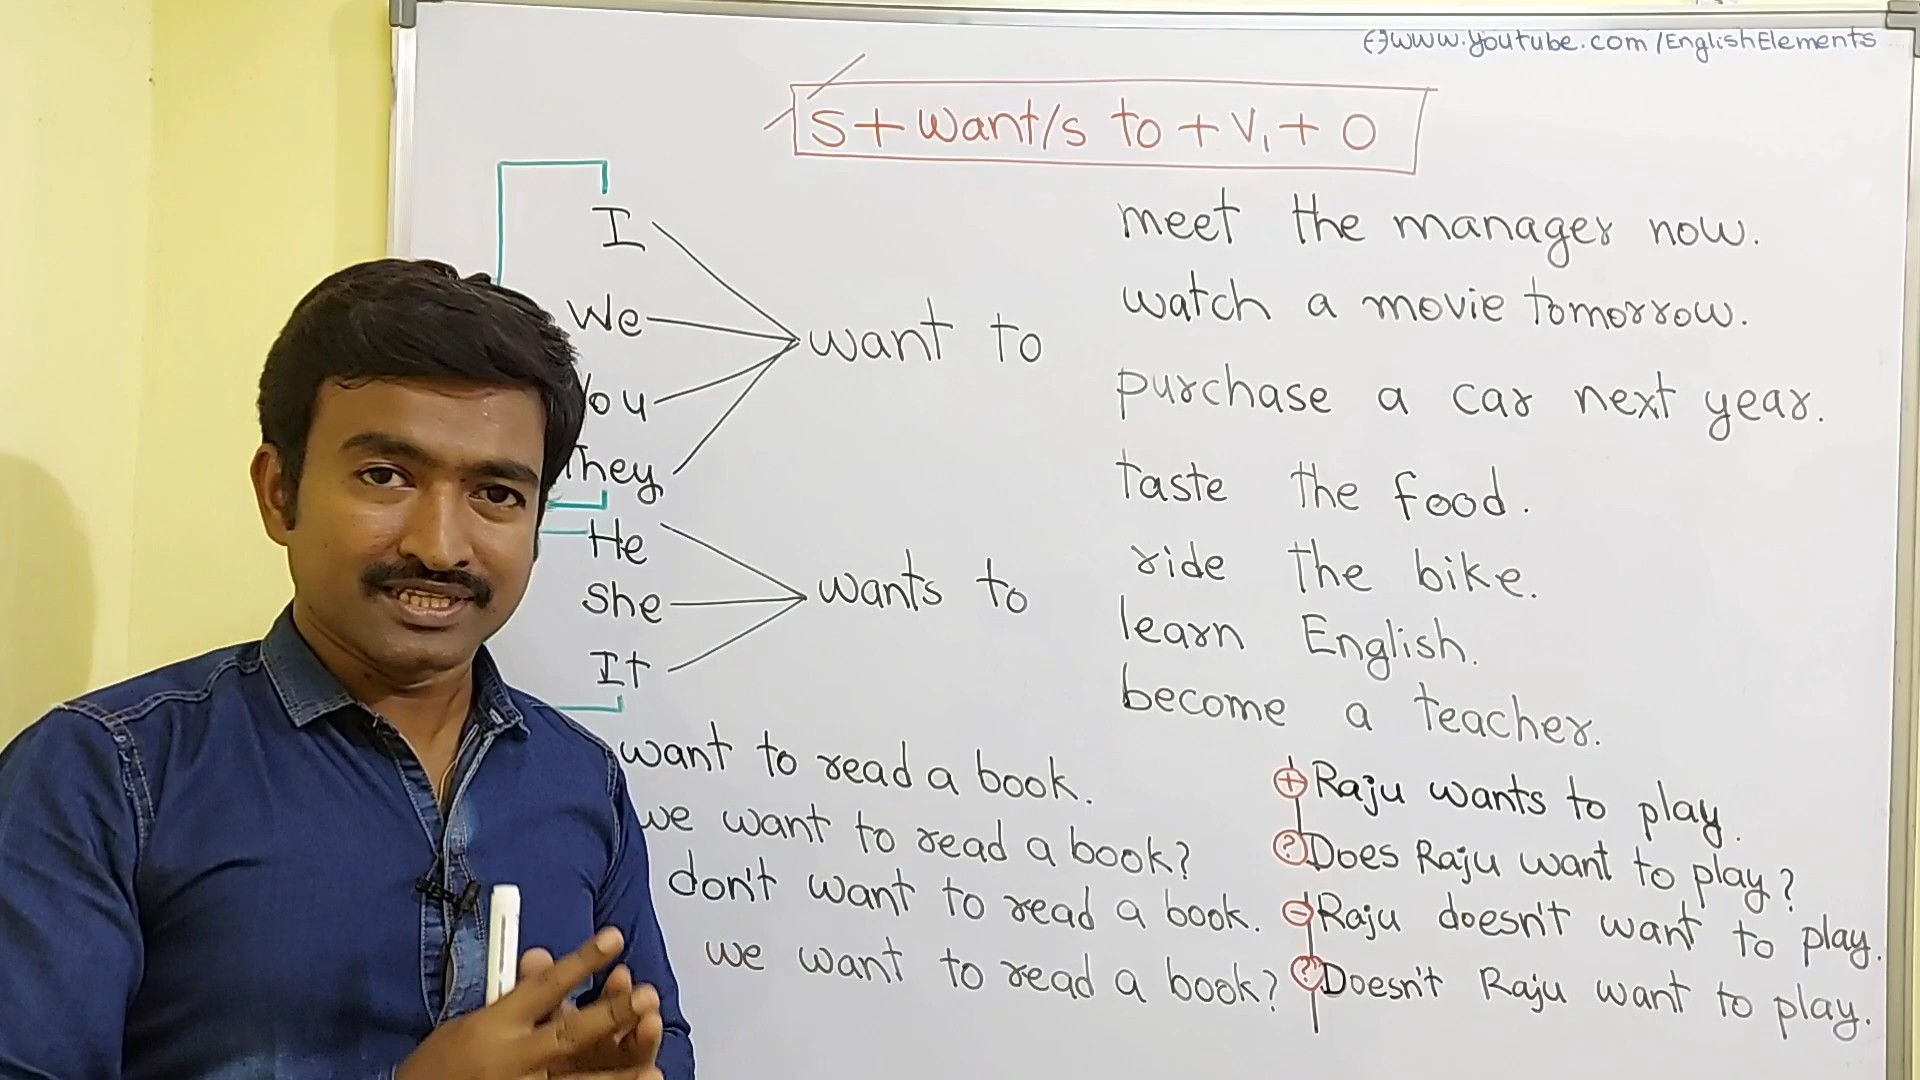 (-)www.Youtube.com/EnglishElements
S + want/s to + V₁ + O
I
We
You
They
want to
He
She
It
wants to
meet the manager now.
watch a movie tomorrow.
purchase a car next year.
taste the food.
ride the bike.
learn English.
become a teacher.
want to read a book.
we want to read a book?
don't want to read a book.
we want to read a book?
+ Raju wants to play.
? Does Raju want to play?
- Raju doesn't want to play.
? Doesn't Raju want to play.